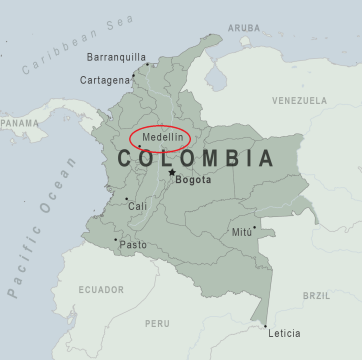 Caribbean Sea
ARUBA
Barranquilla
Cartagena
PANAMA
VENEZUELA
Medellin
COLOMBIA
Bogota
Pacific Ocean
Cali
Mitú
Pasto
ECUADOR
PERU
BRZIL
Leticia